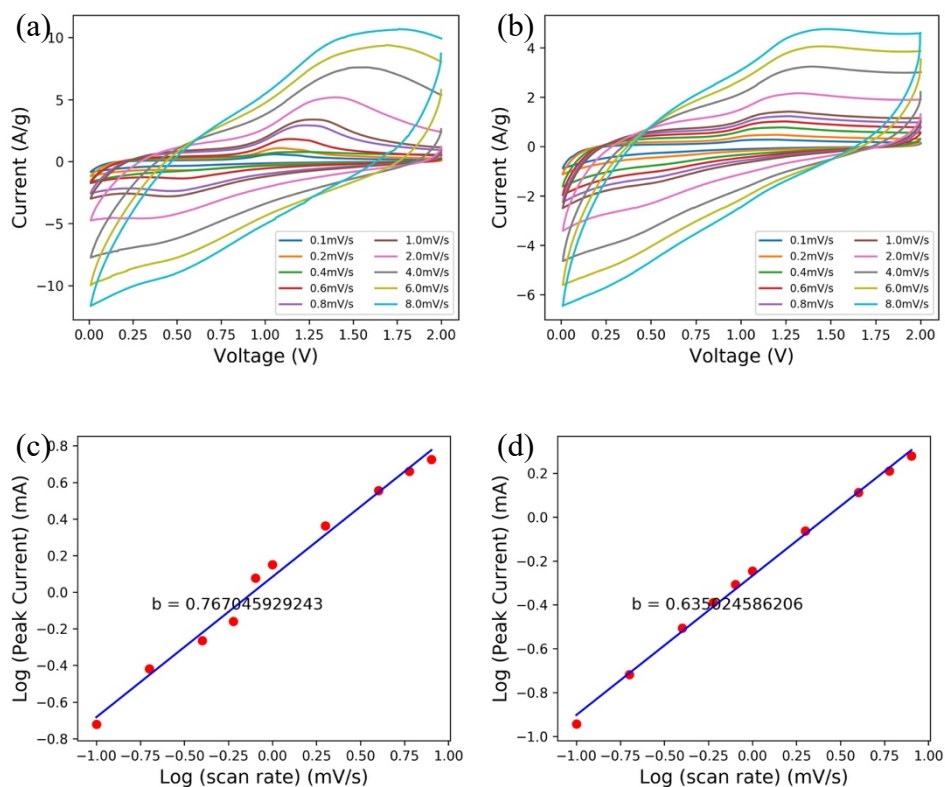 (a)
10
5
0
−5
−10
Current (A/g)
0.1mV/s
0.2mV/s
0.4mV/s
0.6mV/s
0.8mV/s
1.0mV/s
2.0mV/s
4.0mV/s
6.0mV/s
8.0mV/s
0.00 0.25 0.50 0.75 1.00 1.25 1.50 1.75 2.00
Voltage (V)
(b)
4
2
0
−2
−4
−6
Current (A/g)
0.1mV/s
0.2mV/s
0.4mV/s
0.6mV/s
0.8mV/s
1.0mV/s
2.0mV/s
4.0mV/s
6.0mV/s
8.0mV/s
0.00 0.25 0.50 0.75 1.00 1.25 1.50 1.75 2.00
Voltage (V)
(c)
0.8
0.6
0.4
0.2
0.0
−0.2
−0.4
−0.6
−0.8
Log (Peak Current) (mA)
b = 0.767045929243
−1.00 −0.75 −0.50 −0.25 0.00 0.25 0.50 0.75 1.00
Log (scan rate) (mV/s)
(d)
0.2
0.0
−0.2
−0.4
−0.6
−0.8
−1.0
Log (Peak Current) (mA)
b = 0.635024586206
−1.00 −0.75 −0.50 −0.25 0.00 0.25 0.50 0.75 1.00
Log (scan rate) (mV/s)